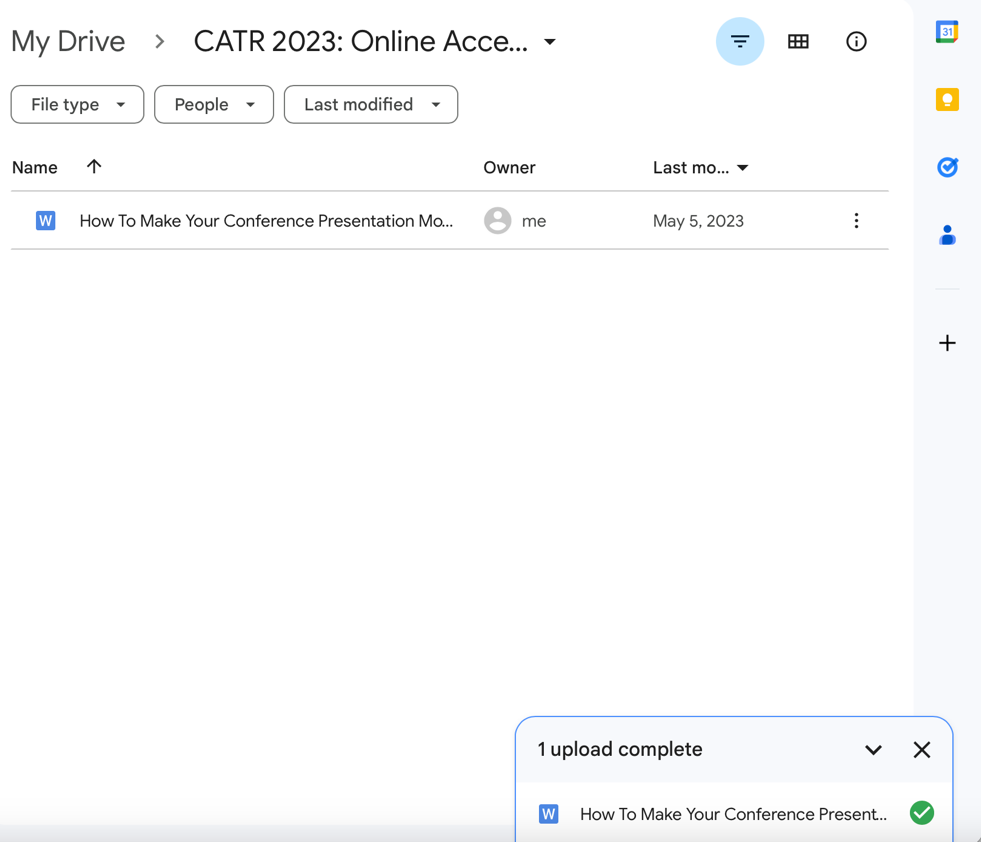 My Drive > CATR 2023: Online Acce...
File type People Last modified
Name Owner Last mo...
W How To Make Your Conference Presentation Mo... me May 5, 2023
31
1 upload complete
W How To Make Your Conference Present...